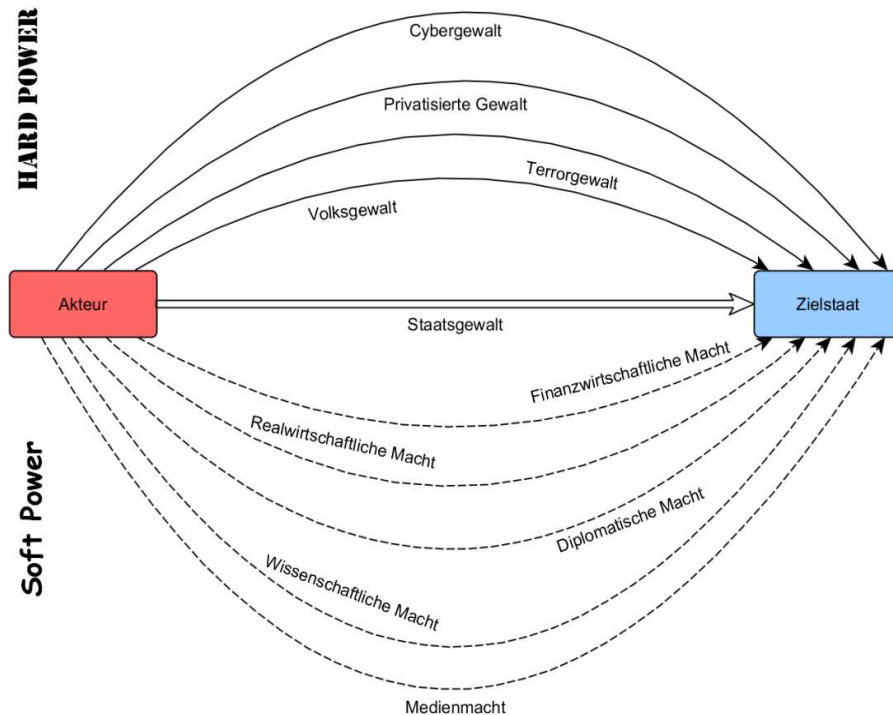 HARD POWER
Cybergewalt
Privatisierte Gewalt
Terrorgewalt
Volksgewalt
Akteur
Zielstaat
Staatsgewalt
Finanzwirtschaftliche Macht
Realwirtschaftliche Macht
Soft Power
Diplomatische Macht
Wissenschaftliche Macht
Medienmacht